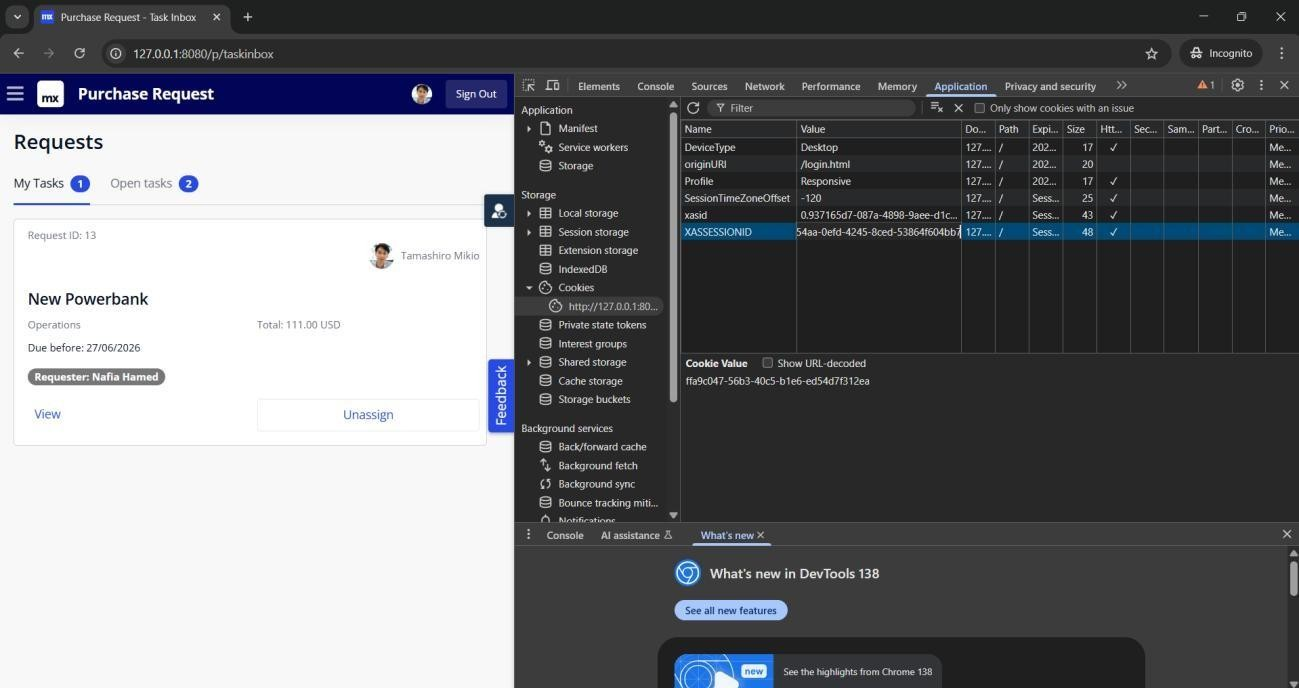 Purchase Request - Task Inbox
127.0.0.1:8080/p/taskinbox
Incognito
mx
Purchase Request
Sign Out
Requests
My Tasks 1
Open tasks 2
Request ID: 13
Tamashiro Mikio
New Powerbank
Operations
Total: 111.00 USD
Due before: 27/06/2026
Requester: Nafia Hamed
View
Unassign
Feedback
Elements Console Sources Network Performance Memory Application Privacy and security 1
Application
Manifest
Service workers
Storage
Storage
Local storage
Session storage
Extension storage
IndexedDB
Cookies
http://127.0.0.1:80...
Private state tokens
Interest groups
Shared storage
Cache storage
Storage buckets
Background services
Back/forward cache
Background fetch
Background sync
Bounce tracking miti...
Notifications
Filter
Only show cookies with an issue
Name Value Do... Path Expi... Size Htt... Sec... Sam... Part... Cro... Prio...
DeviceType Desktop 127.... / 202... 17 ✓ Me...
originURI /login.html 127.... / 202... 20 Me...
Profile Responsive 127.... / 202... 17 ✓ Me...
SessionTimeZoneOffset -120 127.... / Sess... 25 ✓ Me...
xasid 0.937165d7-087a-4898-9aee-d1c... 127.... / Sess... 43 ✓ Me...
XASSESSIONID 54aa-0efd-4245-8ced-53864f604bb7 127.... / Sess... 48 ✓ Me...
Cookie Value Show URL-decoded
ffa9c047-56b3-40c5-b1e6-ed54d7f312ea
Console AI assistance What's new
What's new in DevTools 138
See all new features
new
See the highlights from Chrome 138